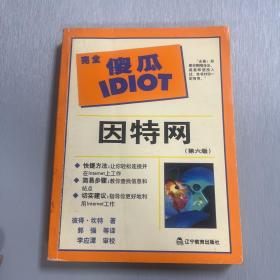 完全
傻瓜
IDIOT
因特网
(第六版)
◆快捷方法:让你轻松连接并
在Internet上工作
◆简易步骤:教你查找信息和
站点
◆切实建议:指导你更好地利
用Internet工作
彼得·坎特 著
郭 强 等译
李应潭 审校
辽宁教育出版社